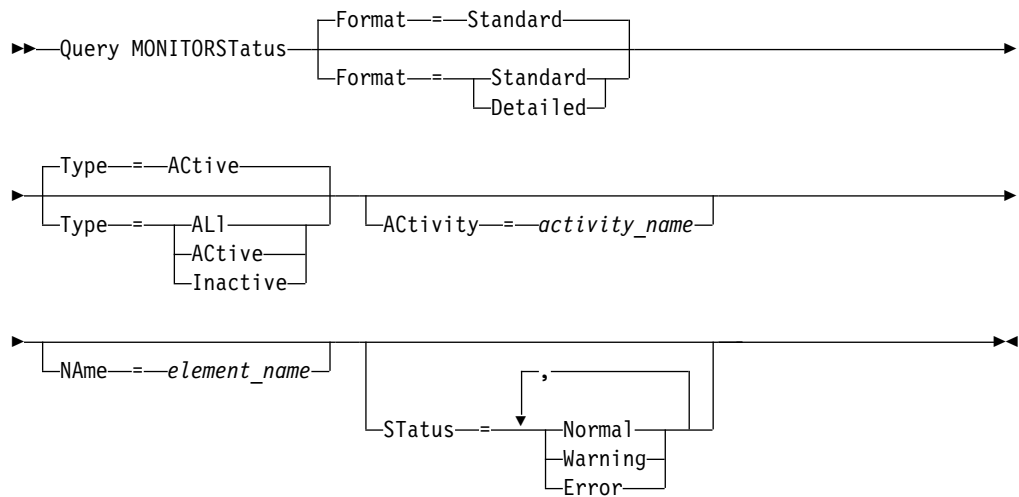 Format = Standard
Query MONITORSTatus
Format = Standard
Detailed
Type = ACtive
Type = ALl
ACtive
Inactive
ACtivity = activity_name
NAme = element_name
,
STatus = Normal
Warning
Error